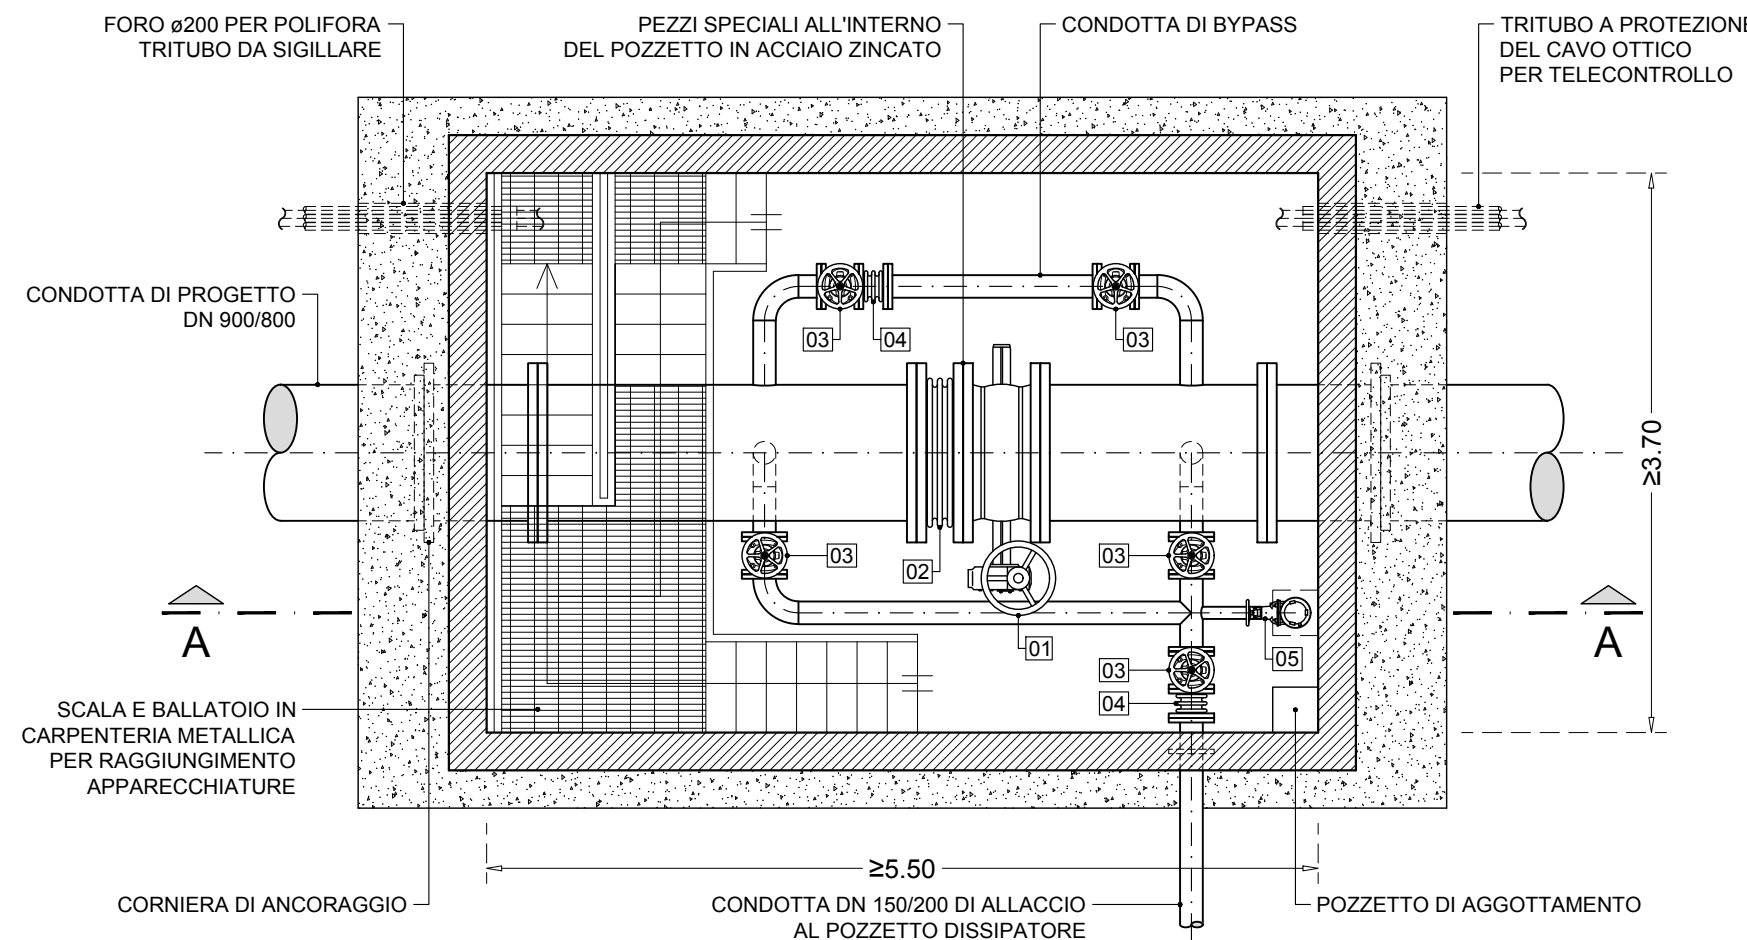 FORO ø200 PER POLIFORA
TRITUBO DA SIGILLARE
PEZZI SPECIALI ALL'INTERNO
DEL POZZETTO IN ACCIAIO ZINCATO
CONDOTTA DI BYPASS
TRITUBO A PROTEZIONE
DEL CAVO OTTICO
PER TELECONTROLLO
CONDOTTA DI PROGETTO
DN 900/800
03
04
03
≥3.70
03
02
03
A
A
01
05
03
04
SCALA E BALLATOIO IN
CARPENTERIA METALLICA
PER RAGGIUNGIMENTO
APPARECCHIATURE
≥5.50
CORNIERA DI ANCORAGGIO
CONDOTTA DN 150/200 DI ALLACCIO
AL POZZETTO DISSIPATORE
POZZETTO DI AGGOTTAMENTO